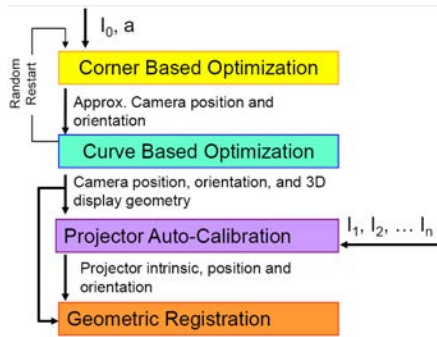 I0, a
Random
Restart
Corner Based Optimization
Approx. Camera position and
orientation
Curve Based Optimization
Camera position, orientation, and 3D
display geometry
Projector Auto-Calibration
I1, I2, … In
Projector intrinsic, position and
orientation
Geometric Registration